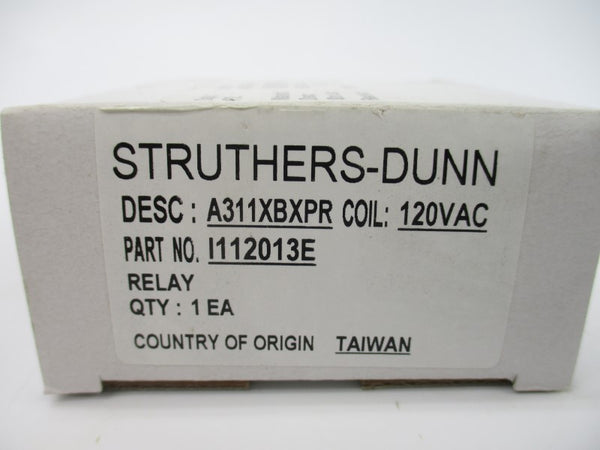 STRUTHERS-DUNN
DESC : A311XBXPR COIL: 120VAC
PART NO. I112013E
RELAY
QTY : 1 EA
COUNTRY OF ORIGIN TAIWAN